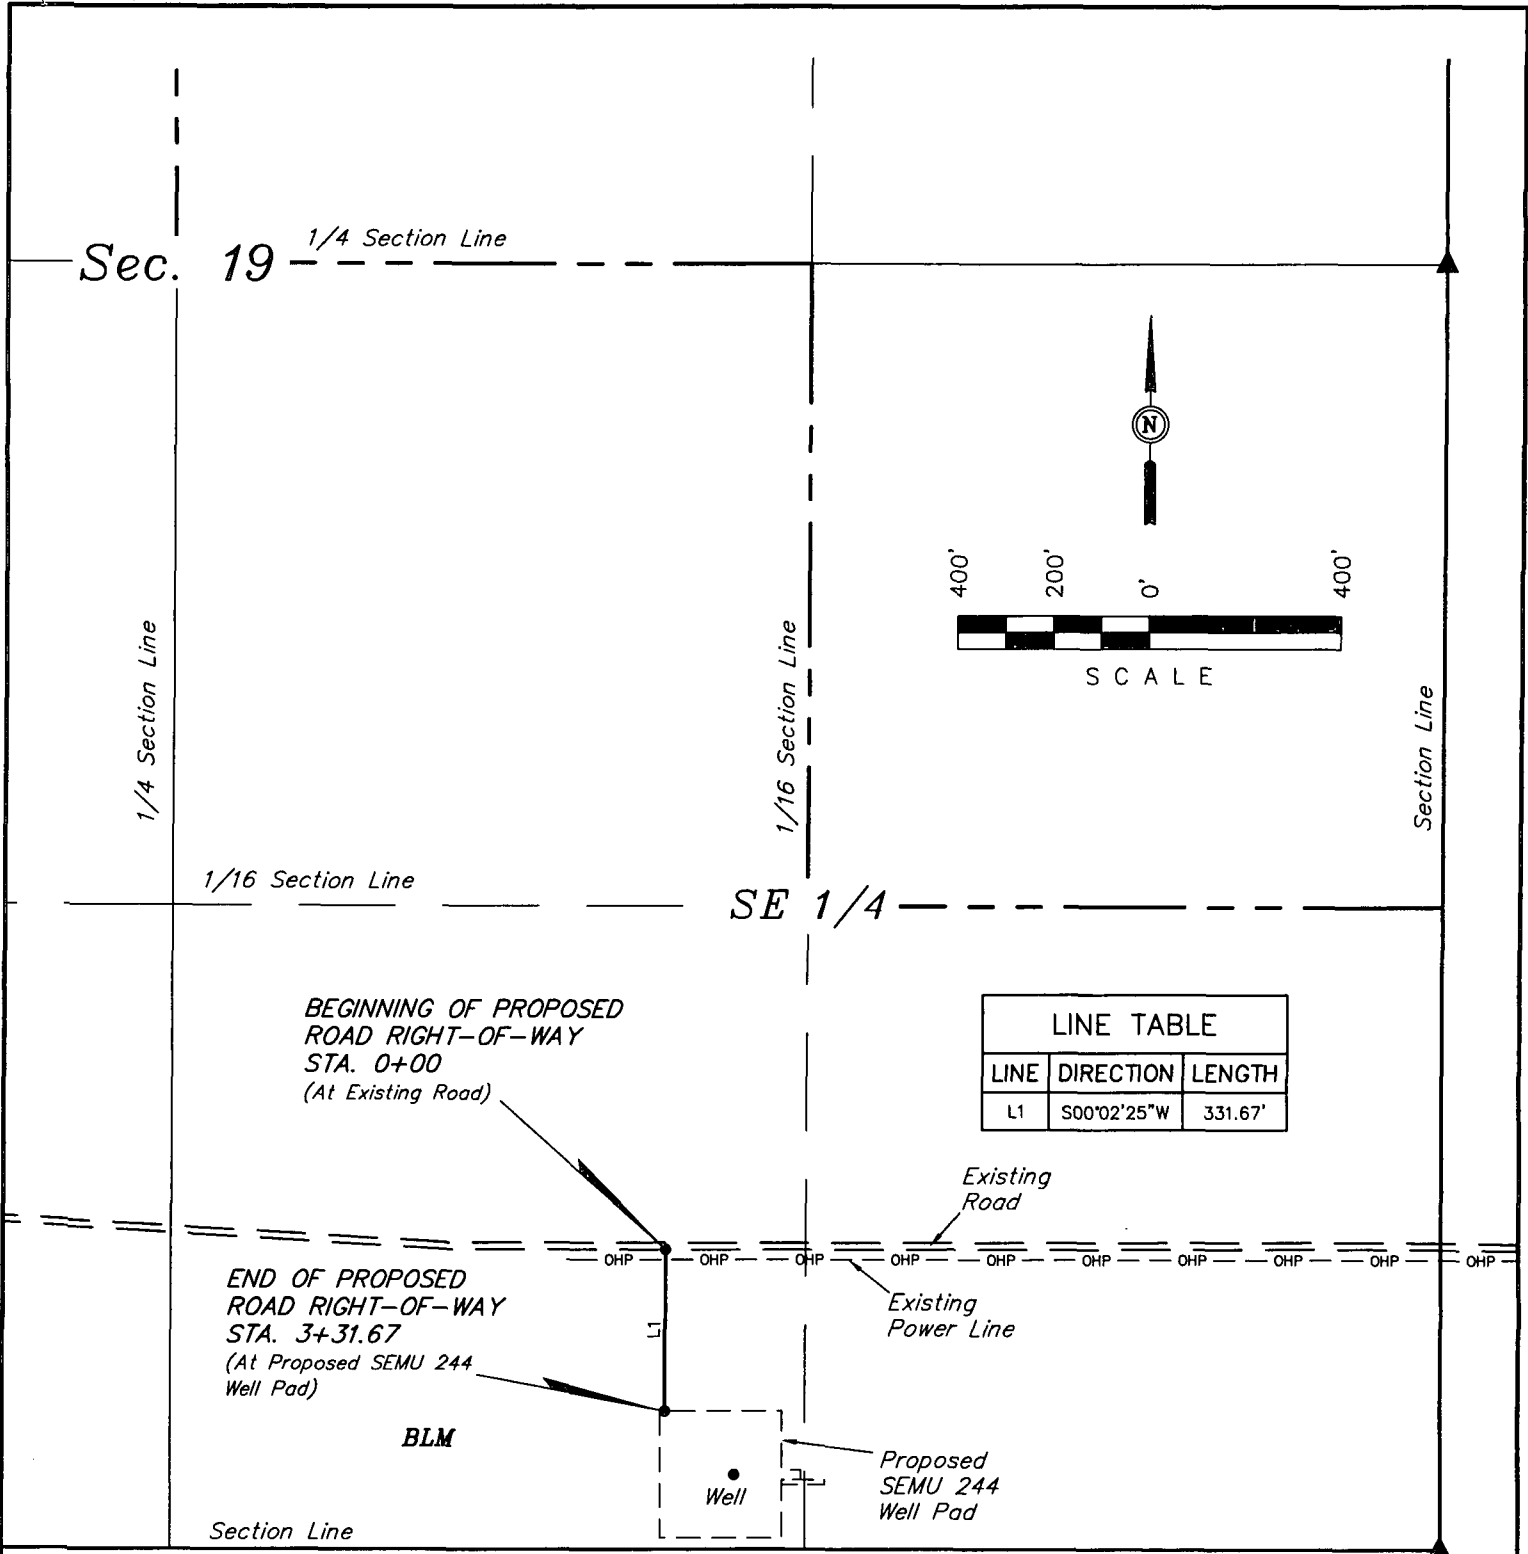 1/4 Section Line
Sec. 19
N
400' 200' 0' 400'
SCALE
1/4 Section Line
1/16 Section Line
Section Line
1/16 Section Line
SE 1/4
BEGINNING OF PROPOSED
ROAD RIGHT-OF-WAY
STA. 0+00
(At Existing Road)
LINE TABLE
LINE DIRECTION LENGTH
L1 S00°02'25"W 331.67'
Existing
Road
OHP OHP OHP OHP OHP OHP OHP OHP OHP OHP
END OF PROPOSED
ROAD RIGHT-OF-WAY
STA. 3+31.67
(At Proposed SEMU 244
Well Pad)
L1
Existing
Power Line
BLM
Well
Proposed
SEMU 244
Well Pad
Section Line